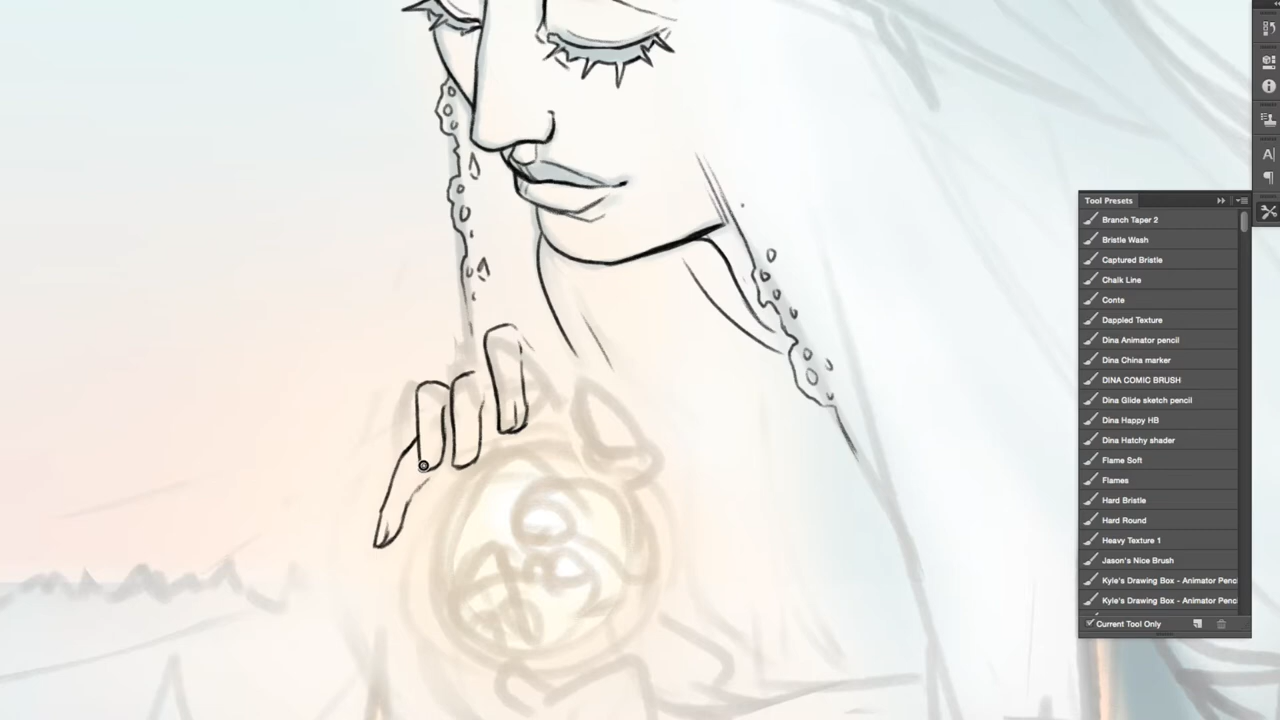 Tool Presets
Branch Taper 2
Bristle Wash
Captured Bristle
Chalk Line
Conte
Dappled Texture
Dina Animator pencil
Dina China marker
DINA COMIC BRUSH
Dina Glide sketch pencil
Dina Happy HB
Dina Hatchy shader
Flame Soft
Flames
Hard Bristle
Hard Round
Heavy Texture 1
Jason's Nice Brush
Kyle's Drawing Box - Animator Penc
Kyle's Drawing Box - Animator Penc
Current Tool Only